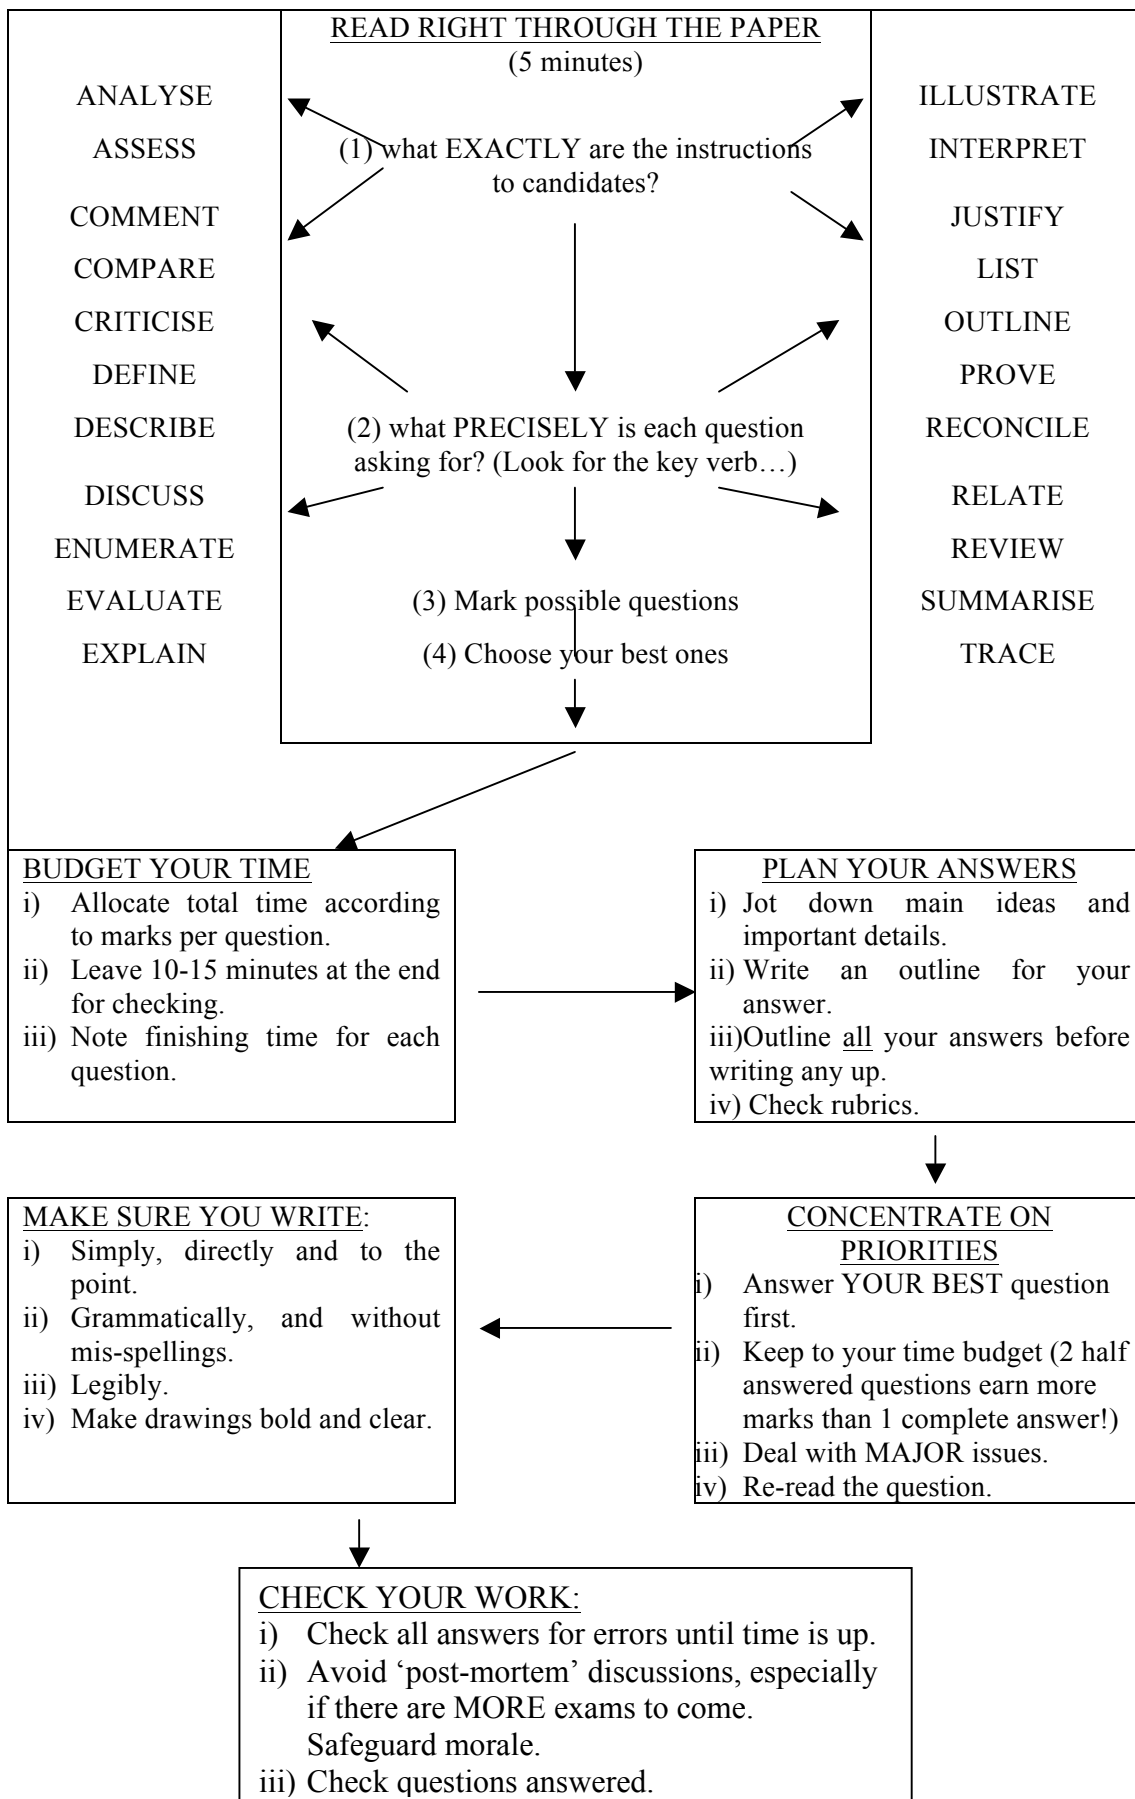 READ RIGHT THROUGH THE PAPER
(5 minutes)
ANALYSE
ASSESS
COMMENT
COMPARE
CRITICISE
DEFINE
DESCRIBE
DISCUSS
ENUMERATE
EVALUATE
EXPLAIN
(1) what EXACTLY are the instructions
to candidates?
(2) what PRECISELY is each question
asking for? (Look for the key verb…)
(3) Mark possible questions
(4) Choose your best ones
ILLUSTRATE
INTERPRET
JUSTIFY
LIST
OUTLINE
PROVE
RECONCILE
RELATE
REVIEW
SUMMARISE
TRACE
BUDGET YOUR TIME
i) Allocate total time according
to marks per question.
ii) Leave 10-15 minutes at the end
for checking.
iii) Note finishing time for each
question.
PLAN YOUR ANSWERS
i) Jot down main ideas and
important details.
ii) Write an outline for your
answer.
iii)Outline all your answers before
writing any up.
iv) Check rubrics.
CONCENTRATE ON
PRIORITIES
i) Answer YOUR BEST question
first.
ii) Keep to your time budget (2 half
answered questions earn more
marks than 1 complete answer!)
iii) Deal with MAJOR issues.
iv) Re-read the question.
MAKE SURE YOU WRITE:
i) Simply, directly and to the
point.
ii) Grammatically, and without
mis-spellings.
iii) Legibly.
iv) Make drawings bold and clear.
CHECK YOUR WORK:
i) Check all answers for errors until time is up.
ii) Avoid ‘post-mortem’ discussions, especially
if there are MORE exams to come.
Safeguard morale.
iii) Check questions answered.